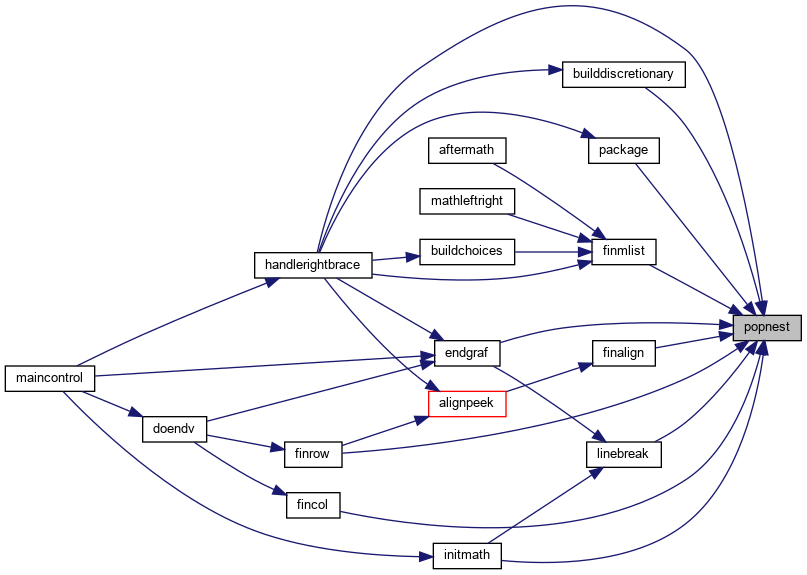 builddiscretionary
aftermath
package
mathleftright
buildchoices
finmlist
handlerightbrace
popnest
endgraf
finalign
maincontrol
alignpeek
doendv
finrow
linebreak
fincol
initmath